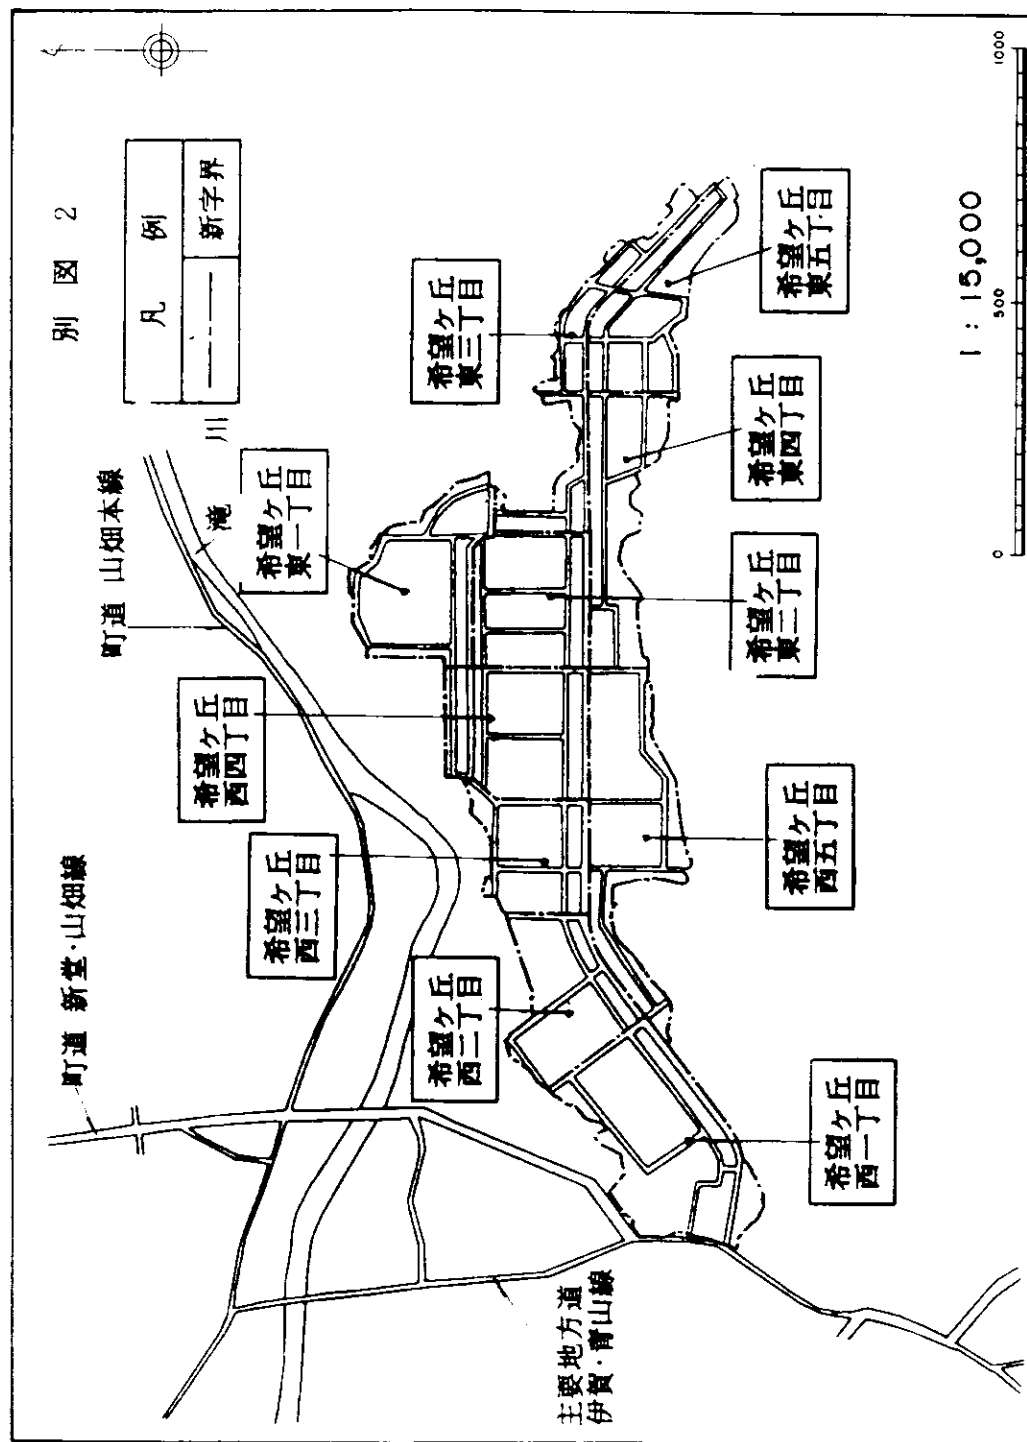 別図 2
凡例
新字界
町道 新堂・山畑線
町道 山畑本線
滝川
希望ヶ丘
西三丁目
希望ヶ丘
西四丁目
希望ヶ丘
東一丁目
希望ヶ丘
西二丁目
希望ヶ丘
東三丁目
主要地方道
伊賀・青山線
希望ヶ丘
西一丁目
希望ヶ丘
西五丁目
希望ヶ丘
東二丁目
希望ヶ丘
東四丁目
希望ヶ丘
東五丁目
1 : 15,000
0 500 1000